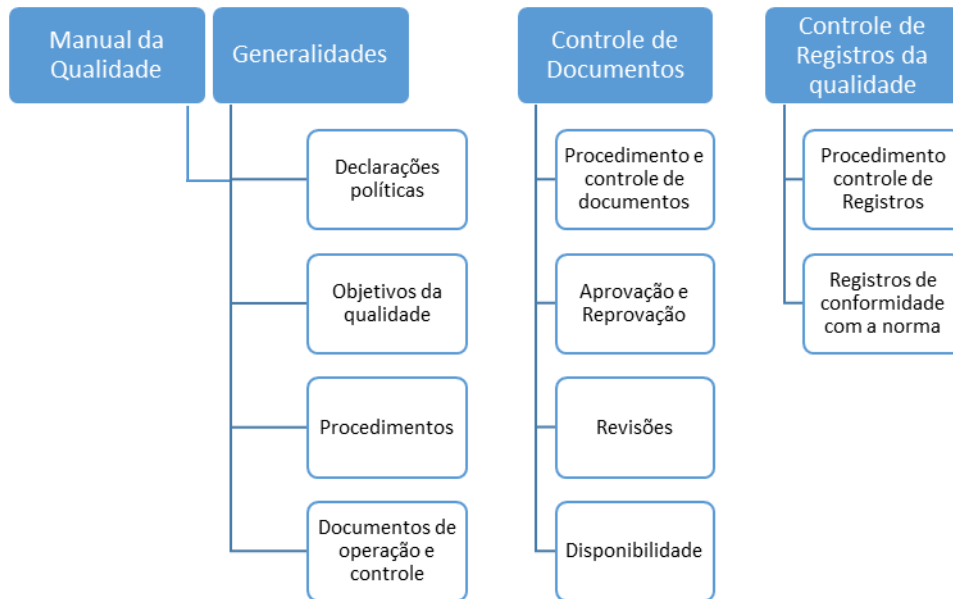 Manual da
Qualidade
Generalidades
Declarações
políticas
Objetivos da
qualidade
Procedimentos
Documentos de
operação e
controle
Controle de
Documentos
Procedimento e
controle de
documentos
Aprovação e
Reprovação
Revisões
Disponibilidade
Controle de
Registros da
qualidade
Procedimento
controle de
Registros
Registros de
conformidade
com a norma